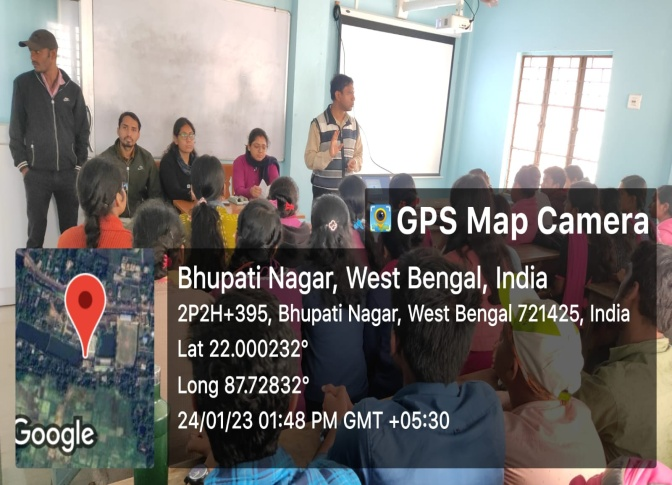 GPS Map Camera
Bhupati Nagar, West Bengal, India
2P2H+395, Bhupati Nagar, West Bengal 721425, India
Lat 22.000232°
Long 87.72832°
24/01/23 01:48 PM GMT +05:30
Google